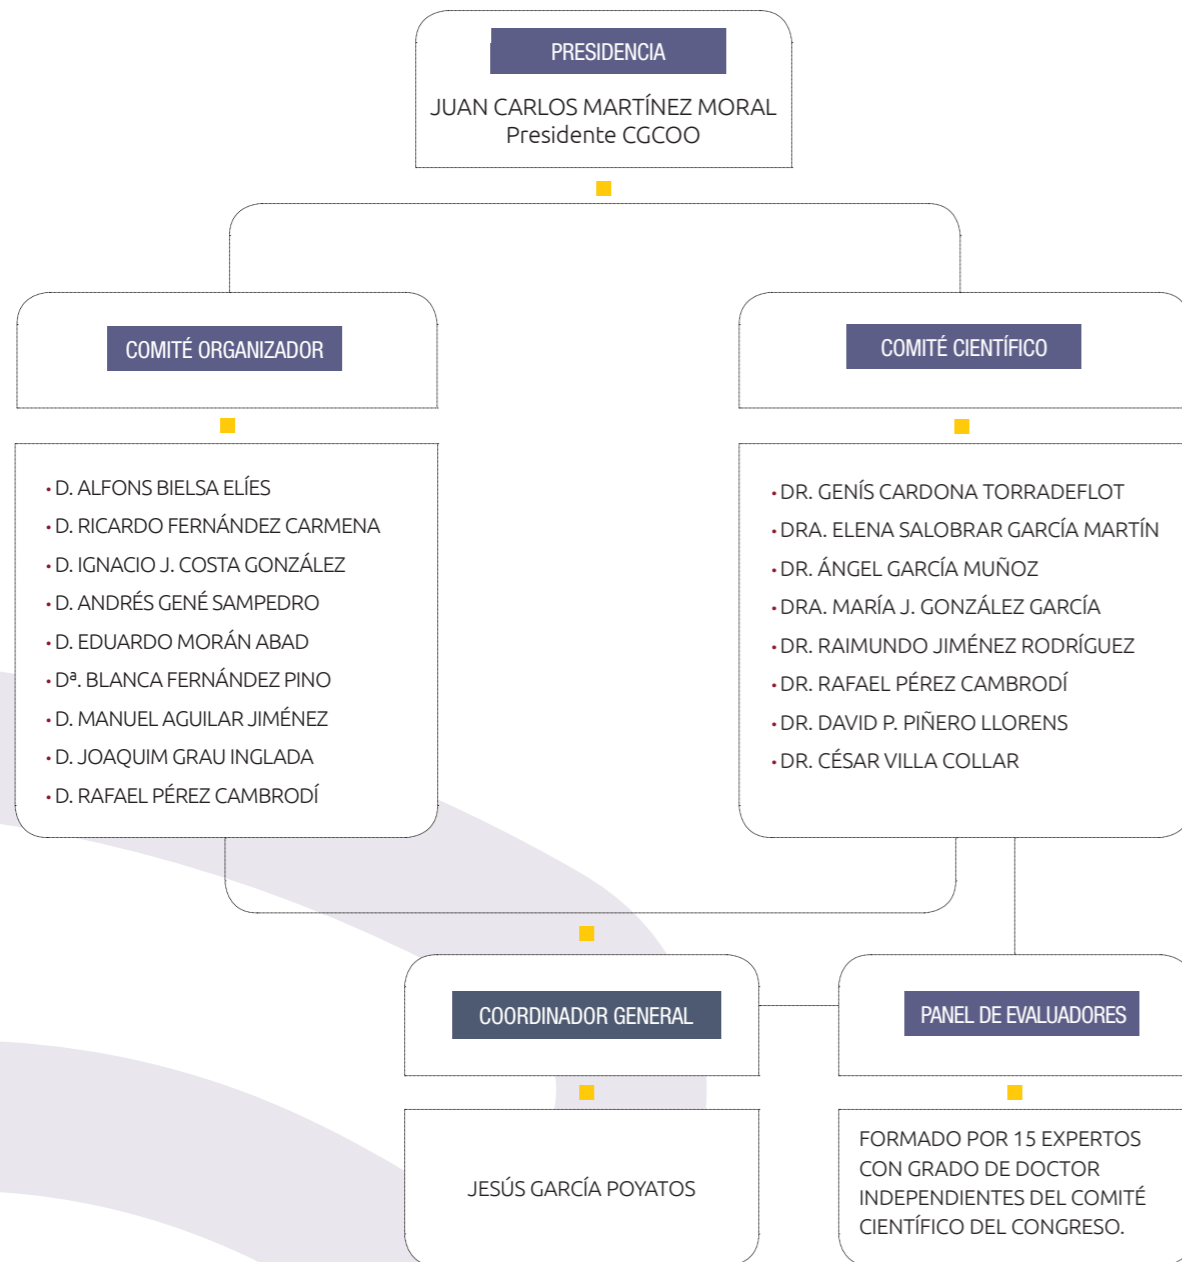 PRESIDENCIA
JUAN CARLOS MARTÍNEZ MORAL
Presidente CGCOO
COMITÉ ORGANIZADOR
• D. ALFONS BIELSA ELÍES
• D. RICARDO FERNÁNDEZ CARMENA
• D. IGNACIO J. COSTA GONZÁLEZ
• D. ANDRÉS GENÉ SAMPEDRO
• D. EDUARDO MORÁN ABAD
• Dª. BLANCA FERNÁNDEZ PINO
• D. MANUEL AGUILAR JIMÉNEZ
• D. JOAQUIM GRAU INGLADA
• D. RAFAEL PÉREZ CAMBRODÍ
COMITÉ CIENTÍFICO
• DR. GENÍS CARDONA TORRADEFLOT
• DRA. ELENA SALOBRAR GARCÍA MARTÍN
• DR. ÁNGEL GARCÍA MUÑOZ
• DRA. MARÍA J. GONZÁLEZ GARCÍA
• DR. RAIMUNDO JIMÉNEZ RODRÍGUEZ
• DR. RAFAEL PÉREZ CAMBRODÍ
• DR. DAVID P. PIÑERO LLORENS
• DR. CÉSAR VILLA COLLAR
COORDINADOR GENERAL
JESÚS GARCÍA POYATOS
PANEL DE EVALUADORES
FORMADO POR 15 EXPERTOS
CON GRADO DE DOCTOR
INDEPENDIENTES DEL COMITÉ
CIENTÍFICO DEL CONGRESO.